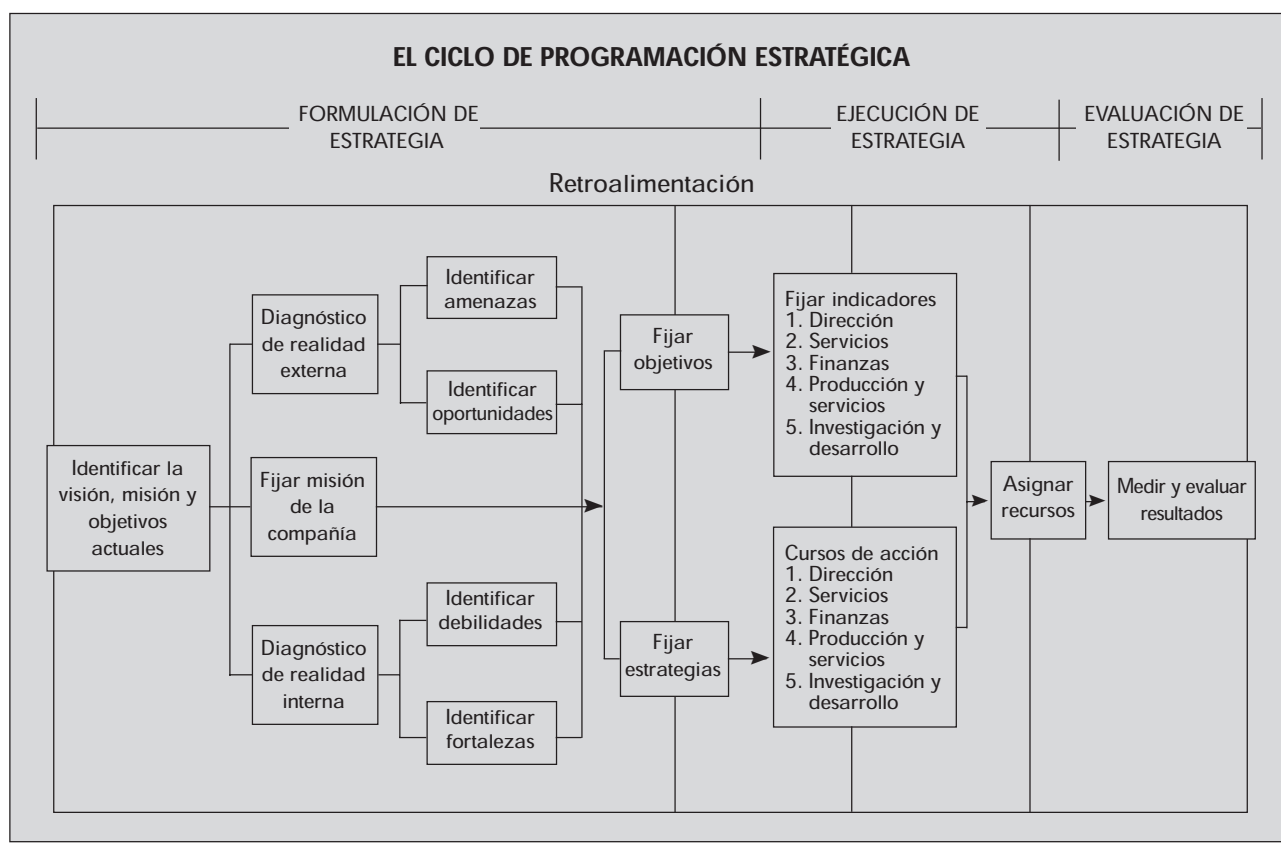 EL CICLO DE PROGRAMACIÓN ESTRATÉGICA
FORMULACIÓN DE
ESTRATEGIA
EJECUCIÓN DE
ESTRATEGIA
EVALUACIÓN DE
ESTRATEGIA
Retroalimentación
Identificar la
visión, misión y
objetivos
actuales
Diagnóstico
de realidad
externa
Fijar misión
de la
compañía
Diagnóstico
de realidad
interna
Identificar
amenazas
Identificar
oportunidades
Identificar
debilidades
Identificar
fortalezas
Fijar
objetivos
Fijar
estrategias
Fijar indicadores
1. Dirección
2. Servicios
3. Finanzas
4. Producción y
servicios
5. Investigación y
desarrollo
Cursos de acción
1. Dirección
2. Servicios
3. Finanzas
4. Producción y
servicios
5. Investigación y
desarrollo
Asignar
recursos
Medir y evaluar
resultados